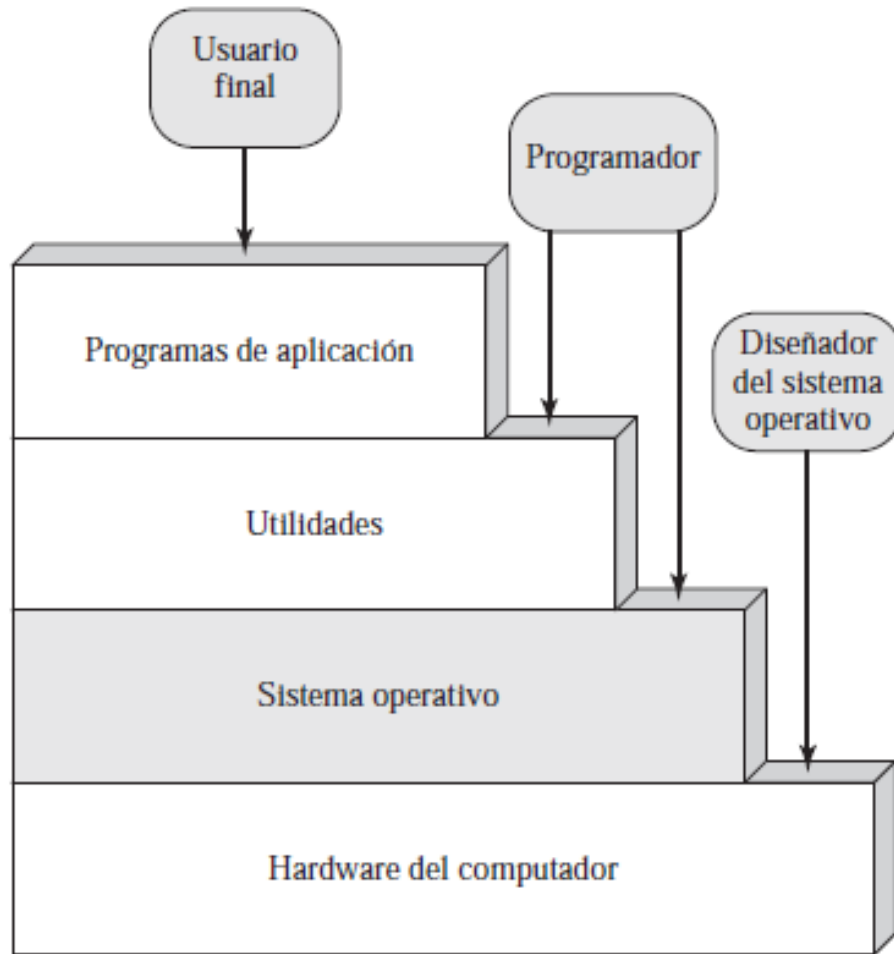 Usuario
final
Programador
Diseñador
del sistema
operativo
Programas de aplicación
Utilidades
Sistema operativo
Hardware del computador